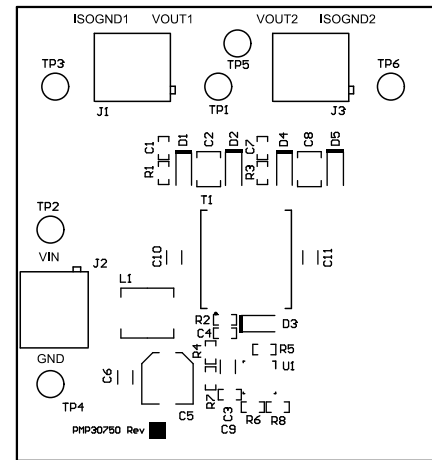 ISOGND1 VOUT1 VOUT2 ISOGND2
TP5
TP3 TP6
J1 TP1 J3
C1 D1 C2 D2 C7 D4 C8 D5
R1 R3
T1
TP2
VIN
J2
C10 C11
L1
R2 D3
C4
R4 R5
GND
C6 U1
TP4 C5 R7 C3 R6 R8
C9
PMP30750 Rev